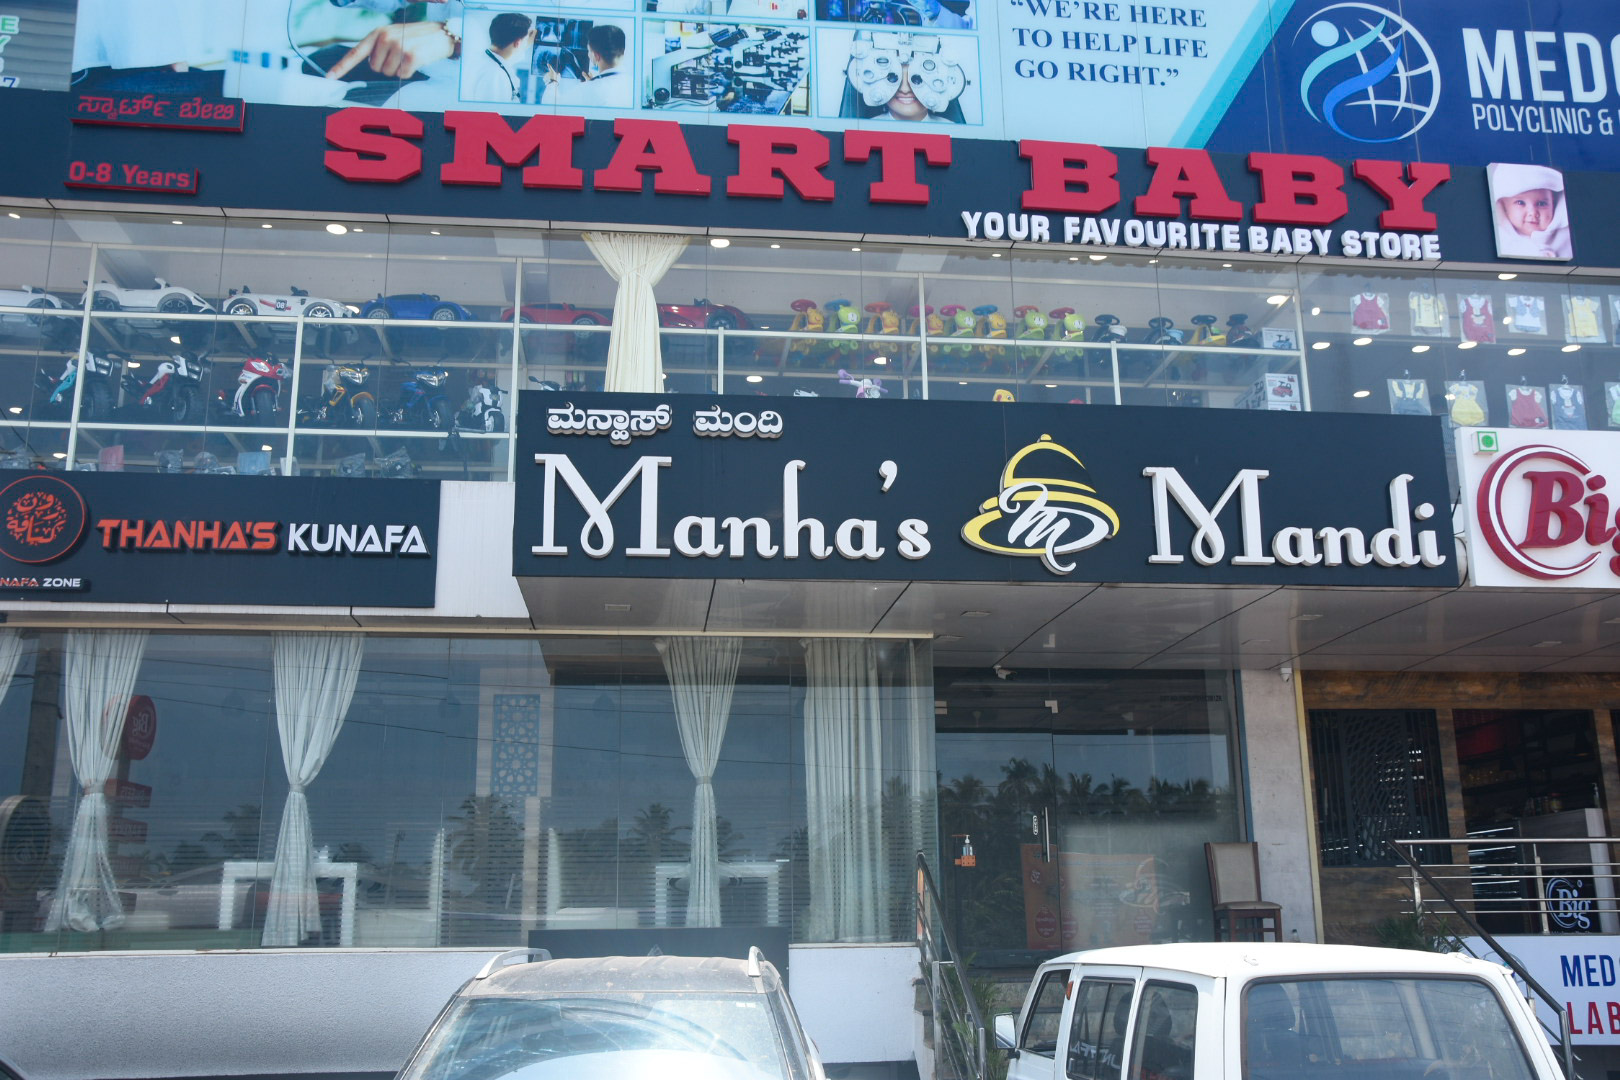 “WE’RE HERE
TO HELP LIFE
GO RIGHT.”
MED
POLYCLINIC &
ಸ್ಮಾರ್ಟ್ ಬೇಬಿ
0-8 Years
SMART BABY
YOUR FAVOURITE BABY STORE
ಮನ್ಹಾಸ್ ಮಂದಿ
Manha's Mandi
THANHA'S KUNAFA
ZONE
Big
Big
MED
LAB